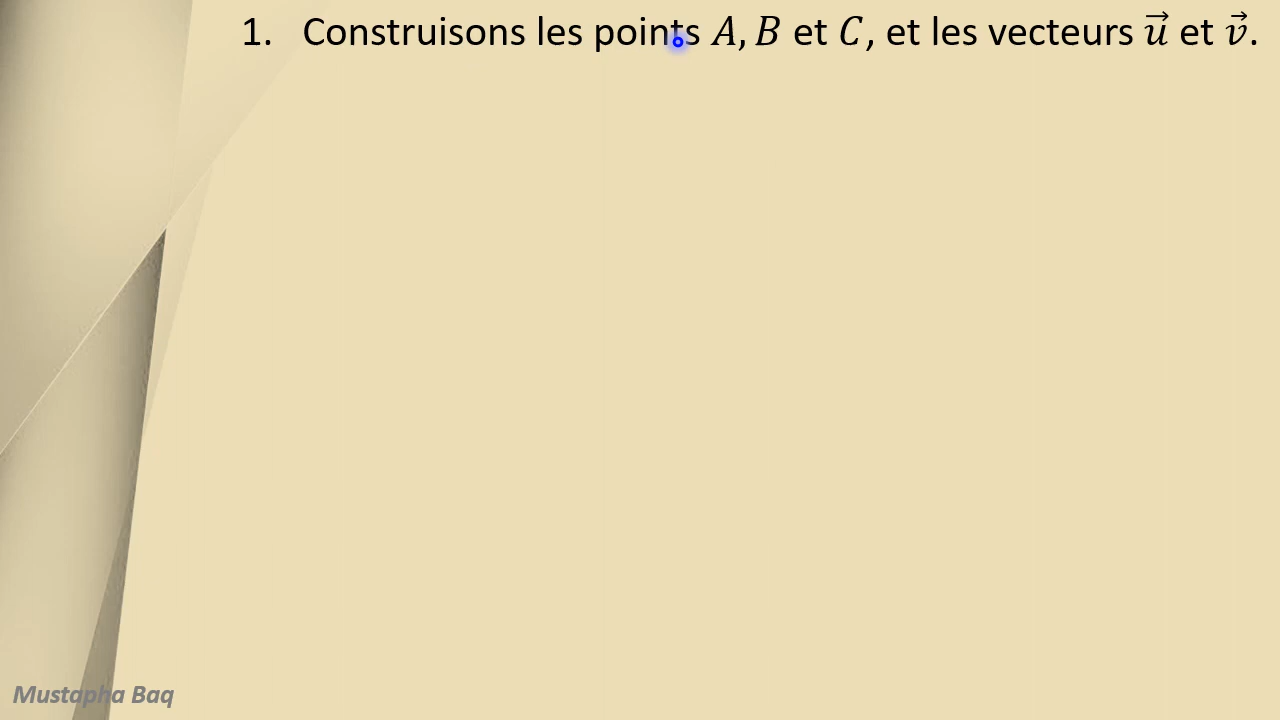 1. Construisons les points A, B et C, et les vecteurs u⃗ et v⃗.
Mustapha Baq